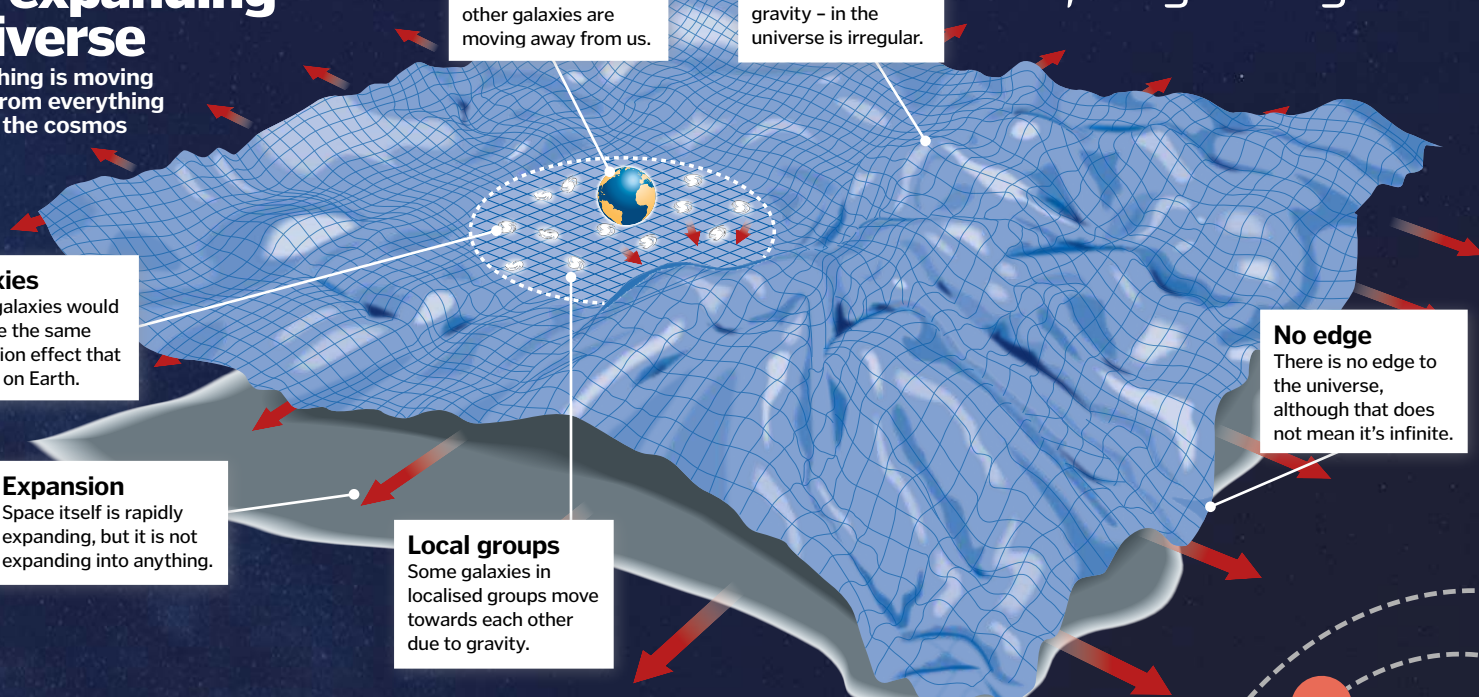 expanding
iverse
hing is moving
rom everything
the cosmos
other galaxies are
moving away from us.
gravity – in the
universe is irregular.
xies
galaxies would
e the same
ion effect that
on Earth.
Expansion
Space itself is rapidly
expanding, but it is not
expanding into anything.
Local groups
Some galaxies in
localised groups move
towards each other
due to gravity.
No edge
There is no edge to
the universe,
although that does
not mean it's infinite.